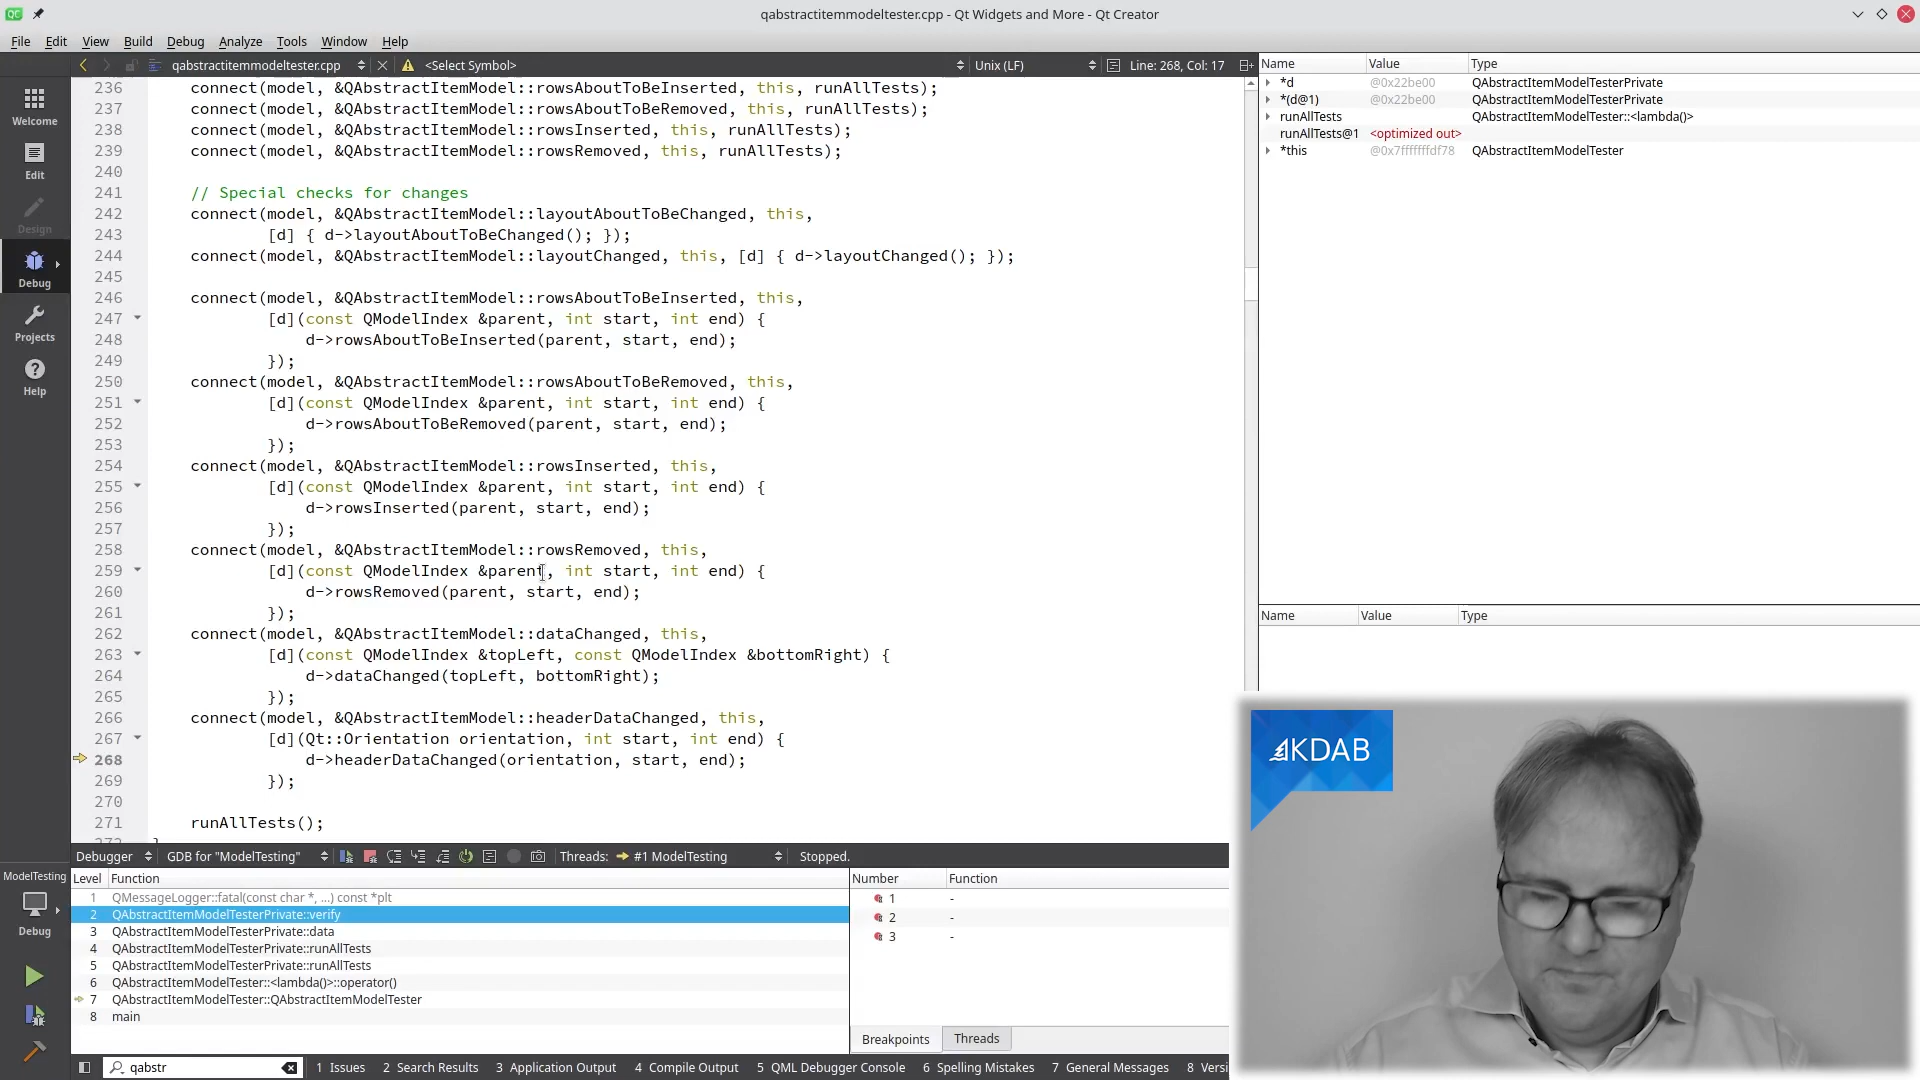 qabstractitemmodeltester.cpp - Qt Widgets and More - Qt Creator
File Edit View Build Debug Analyze Tools Window Help
qabstractitemmodeltester.cpp <Select Symbol> Unix (LF) Line: 268, Col: 17
Welcome
Edit
Design
Debug
Projects
Help
236 connect(model, &QAbstractItemModel::rowsAboutToBeInserted, this, runAllTests);
237 connect(model, &QAbstractItemModel::rowsAboutToBeRemoved, this, runAllTests);
238 connect(model, &QAbstractItemModel::rowsInserted, this, runAllTests);
239 connect(model, &QAbstractItemModel::rowsRemoved, this, runAllTests);
240
241 // Special checks for changes
242 connect(model, &QAbstractItemModel::layoutAboutToBeChanged, this,
243 [d] { d->layoutAboutToBeChanged(); });
244 connect(model, &QAbstractItemModel::layoutChanged, this, [d] { d->layoutChanged(); });
245
246 connect(model, &QAbstractItemModel::rowsAboutToBeInserted, this,
247 [d](const QModelIndex &parent, int start, int end) {
248 d->rowsAboutToBeInserted(parent, start, end);
249 });
250 connect(model, &QAbstractItemModel::rowsAboutToBeRemoved, this,
251 [d](const QModelIndex &parent, int start, int end) {
252 d->rowsAboutToBeRemoved(parent, start, end);
253 });
254 connect(model, &QAbstractItemModel::rowsInserted, this,
255 [d](const QModelIndex &parent, int start, int end) {
256 d->rowsInserted(parent, start, end);
257 });
258 connect(model, &QAbstractItemModel::rowsRemoved, this,
259 [d](const QModelIndex &parent, int start, int end) {
260 d->rowsRemoved(parent, start, end);
261 });
262 connect(model, &QAbstractItemModel::dataChanged, this,
263 [d](const QModelIndex &topLeft, const QModelIndex &bottomRight) {
264 d->dataChanged(topLeft, bottomRight);
265 });
266 connect(model, &QAbstractItemModel::headerDataChanged, this,
267 [d](Qt::Orientation orientation, int start, int end) {
268 d->headerDataChanged(orientation, start, end);
269 });
270
271 runAllTests();
Name Value Type
*d @0x22be00 QAbstractItemModelTesterPrivate
*(d@1) @0x22be00 QAbstractItemModelTesterPrivate
runAllTests QAbstractItemModelTester::<lambda()>
runAllTests@1 <optimized out>
*this @0x7fffffffdf78 QAbstractItemModelTester
Name Value Type
KDAB
Debugger GDB for "ModelTesting" Threads: #1 ModelTesting Stopped.
ModelTesting
Debug
Level Function
1 QMessageLogger::fatal(const char *, ...) const *plt
2 QAbstractItemModelTesterPrivate::verify
3 QAbstractItemModelTesterPrivate::data
4 QAbstractItemModelTesterPrivate::runAllTests
5 QAbstractItemModelTesterPrivate::runAllTests
6 QAbstractItemModelTester::<lambda()>::operator()
7 QAbstractItemModelTester::QAbstractItemModelTester
8 main
Number Function
1 -
2 -
3 -
Breakpoints Threads
qabstr 1 Issues 2 Search Results 3 Application Output 4 Compile Output 5 QML Debugger Console 6 Spelling Mistakes 7 General Messages 8 Versi